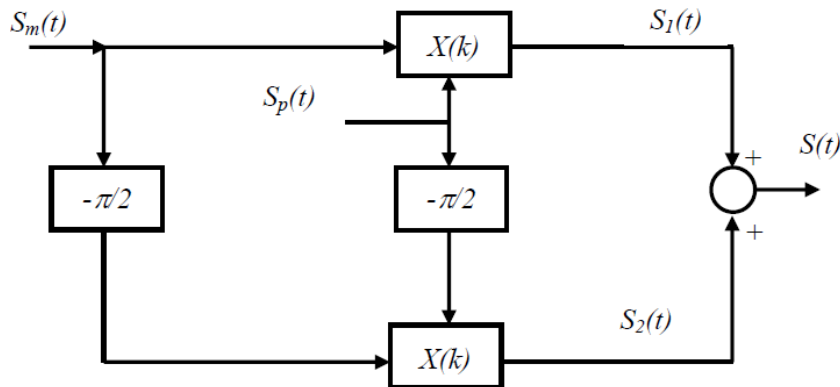 S_m(t)
X(k)
S_1(t)
S_p(t)
-π/2
-π/2
+
S(t)
+
X(k)
S_2(t)